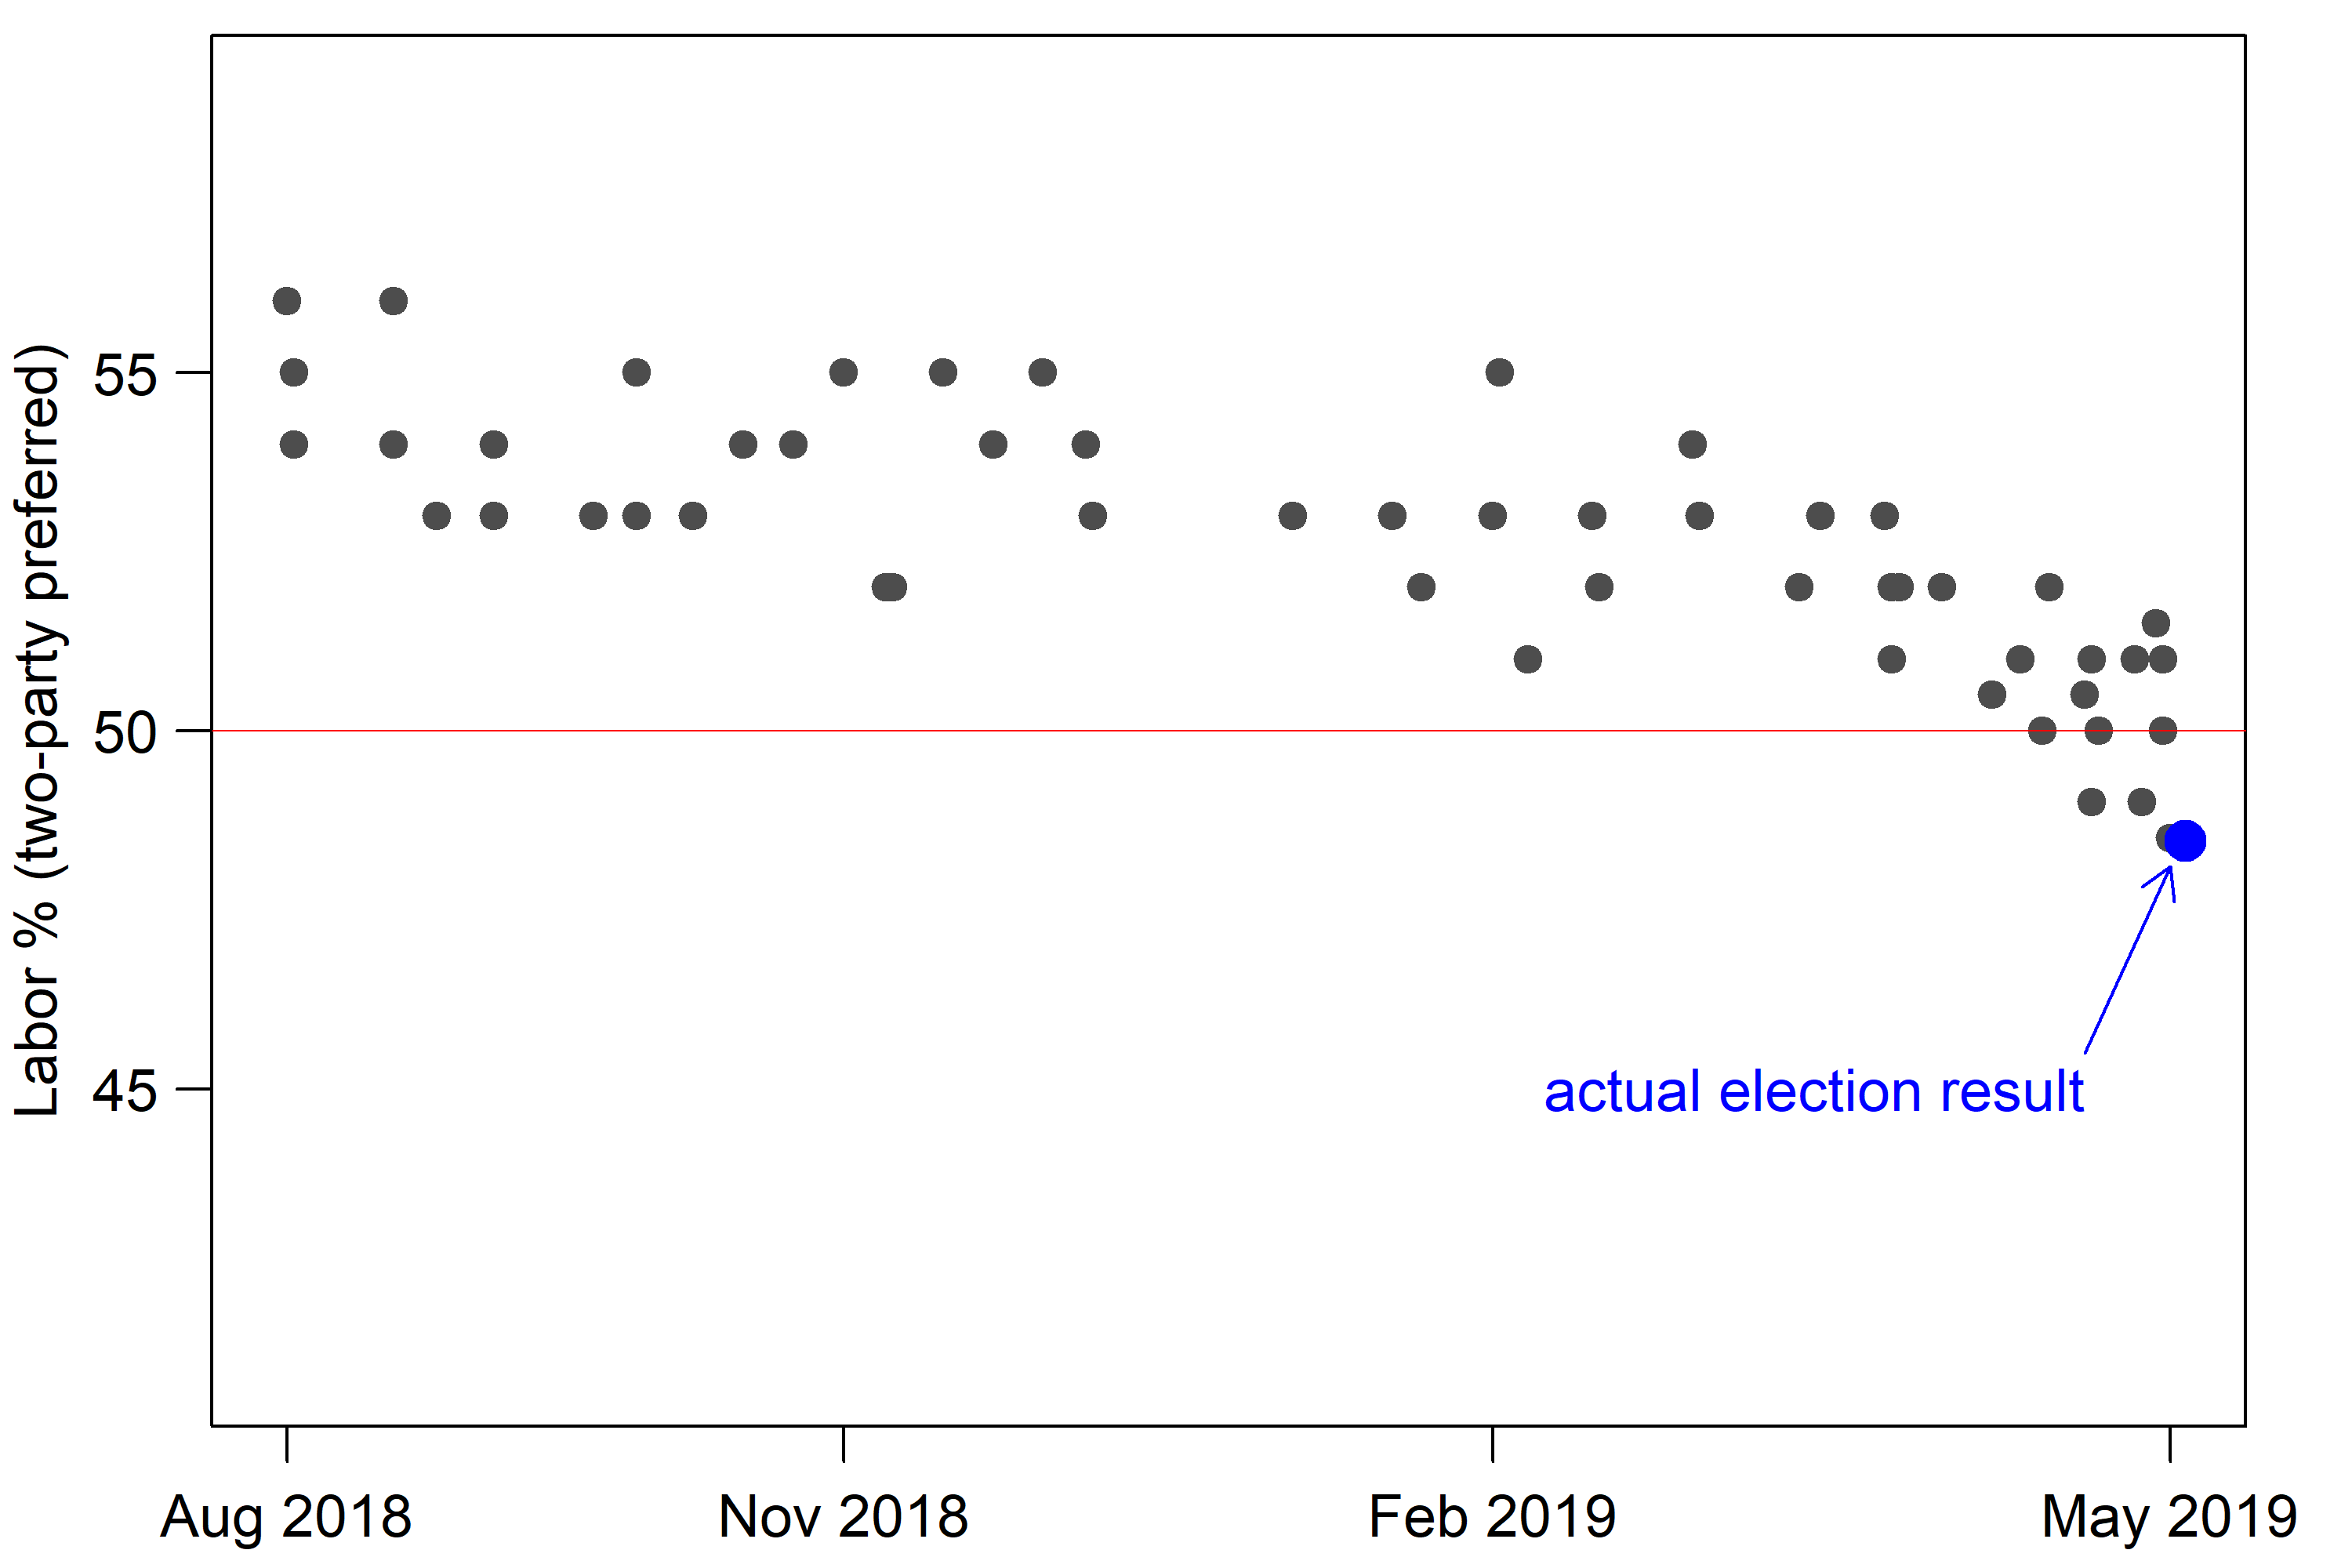 Labor % (two-party preferred)
55
50
45
actual election result
Aug 2018
Nov 2018
Feb 2019
May 2019